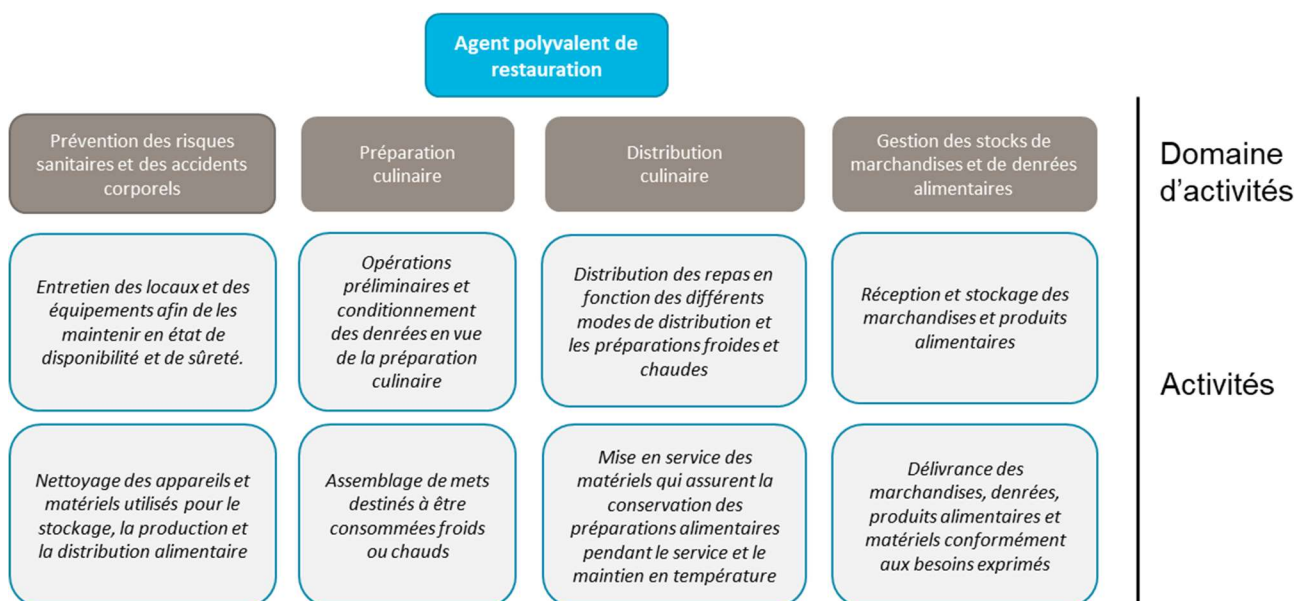 Agent polyvalent de
restauration
Prévention des risques
sanitaires et des accidents
corporels
Préparation
culinaire
Distribution
culinaire
Gestion des stocks de
marchandises et de denrées
alimentaires
Domaine
d'activités
Entretien des locaux et des
équipements afin de les
maintenir en état de
disponibilité et de sûreté.
Opérations
préliminaires et
conditionnement
des denrées en vue
de la préparation
culinaire
Distribution des repas en
fonction des différents
modes de distribution et
les préparations froides et
chaudes
Réception et stockage des
marchandises et produits
alimentaires
Activités
Nettoyage des appareils et
matériels utilisés pour le
stockage, la production et
la distribution alimentaire
Assemblage de mets
destinés à être
consommées froids
ou chauds
Mise en service des
matériels qui assurent la
conservation des
préparations alimentaires
pendant le service et le
maintien en température
Délivrance des
marchandises, denrées,
produits alimentaires et
matériels conformément
aux besoins exprimés